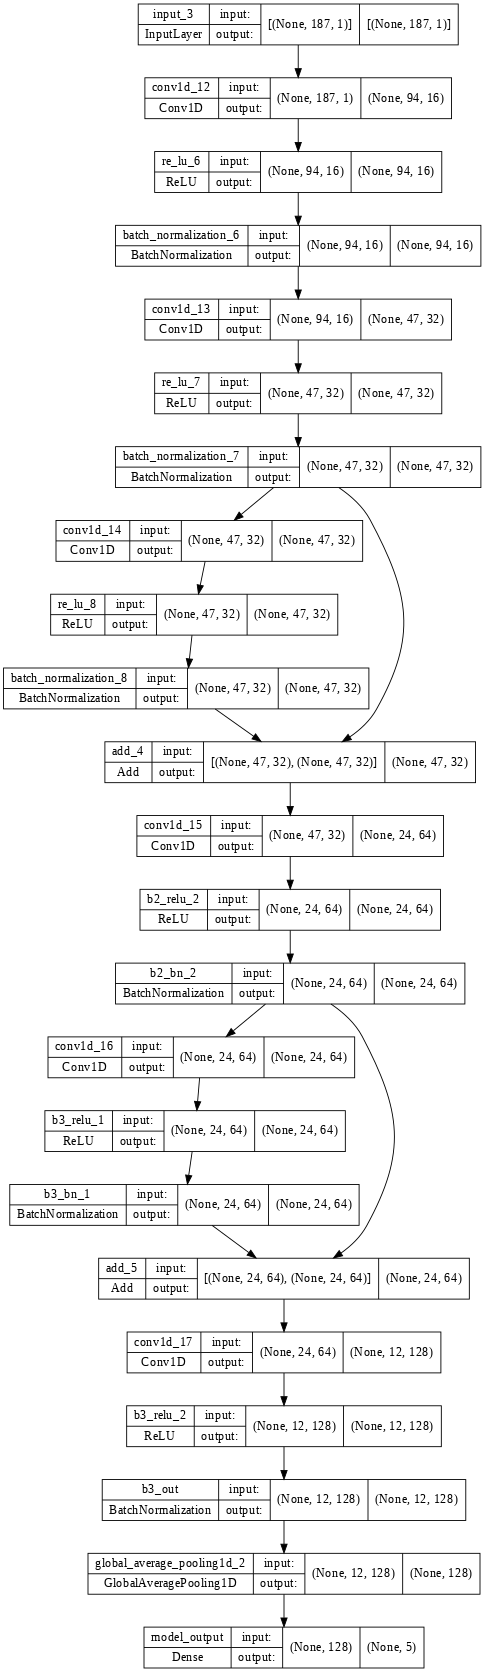 input_3 input: [(None, 187, 1)] [(None, 187, 1)]
InputLayer output:
conv1d_12 input: (None, 187, 1) (None, 94, 16)
Conv1D output:
re_lu_6 input: (None, 94, 16) (None, 94, 16)
ReLU output:
batch_normalization_6 input: (None, 94, 16) (None, 94, 16)
BatchNormalization output:
conv1d_13 input: (None, 94, 16) (None, 47, 32)
Conv1D output:
re_lu_7 input: (None, 47, 32) (None, 47, 32)
ReLU output:
batch_normalization_7 input: (None, 47, 32) (None, 47, 32)
BatchNormalization output:
conv1d_14 input: (None, 47, 32) (None, 47, 32)
Conv1D output:
re_lu_8 input: (None, 47, 32) (None, 47, 32)
ReLU output:
batch_normalization_8 input: (None, 47, 32) (None, 47, 32)
BatchNormalization output:
add_4 input: [(None, 47, 32), (None, 47, 32)] (None, 47, 32)
Add output:
conv1d_15 input: (None, 47, 32) (None, 24, 64)
Conv1D output:
b2_relu_2 input: (None, 24, 64) (None, 24, 64)
ReLU output:
b2_bn_2 input: (None, 24, 64) (None, 24, 64)
BatchNormalization output:
conv1d_16 input: (None, 24, 64) (None, 24, 64)
Conv1D output:
b3_relu_1 input: (None, 24, 64) (None, 24, 64)
ReLU output:
b3_bn_1 input: (None, 24, 64) (None, 24, 64)
BatchNormalization output:
add_5 input: [(None, 24, 64), (None, 24, 64)] (None, 24, 64)
Add output:
conv1d_17 input: (None, 24, 64) (None, 12, 128)
Conv1D output:
b3_relu_2 input: (None, 12, 128) (None, 12, 128)
ReLU output:
b3_out input: (None, 12, 128) (None, 12, 128)
BatchNormalization output:
global_average_pooling1d_2 input: (None, 12, 128) (None, 128)
GlobalAveragePooling1D output:
model_output input: (None, 128) (None, 5)
Dense output: